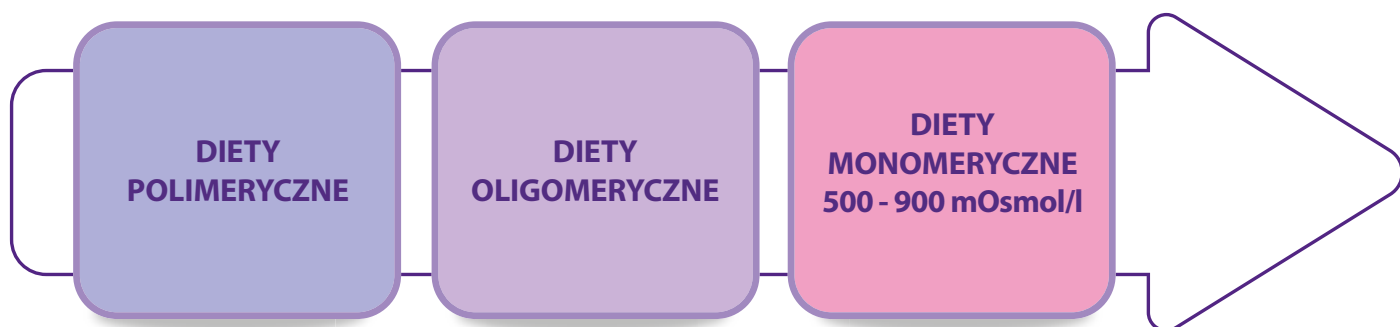 DIETY
POLIMERYCZNE
DIETY
OLIGOMERYCZNE
DIETY
MONOMERYCZNE
500 - 900 mOsmol/l